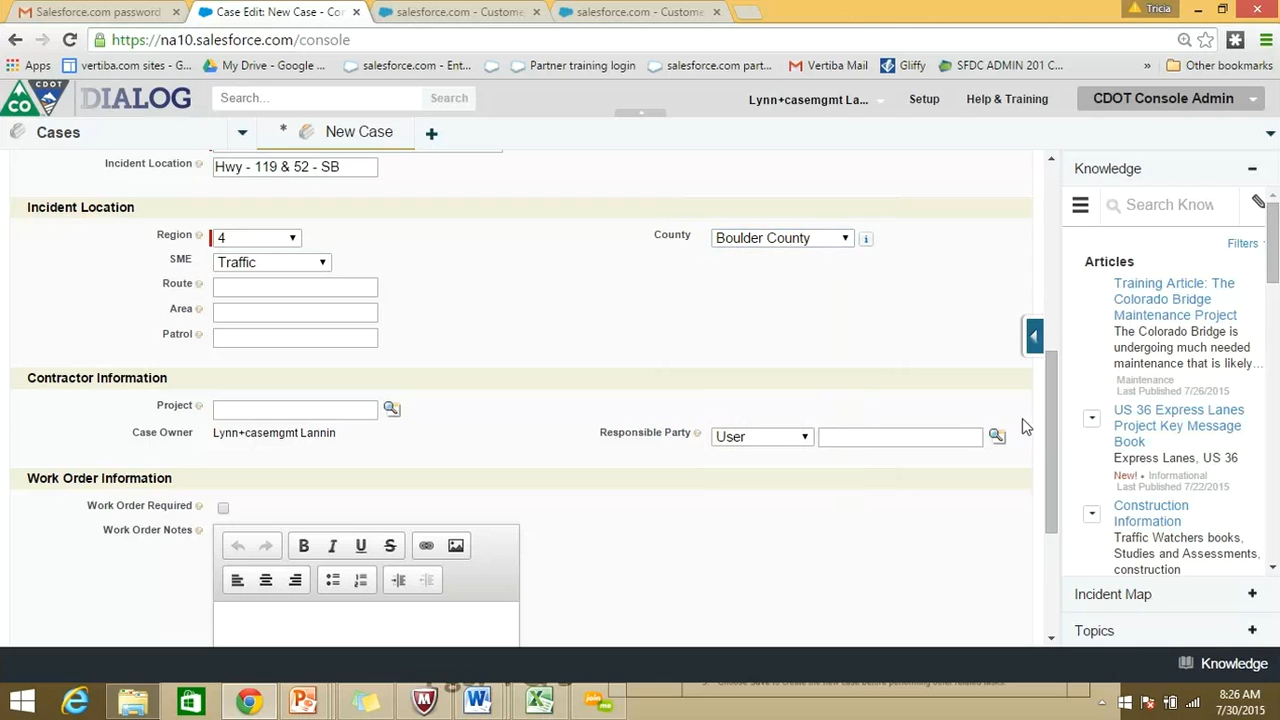 salesforce.com password
Case Edit: New Case - Co
salesforce.com - Custome
salesforce.com - Custome
Tricia
https://na10.salesforce.com/console
Apps
vertiba.com sites - G...
My Drive - Google ...
salesforce.com - Ent...
Partner training login
salesforce.com part...
Vertiba Mail
Gliffy
SFDC ADMIN 201 C...
»
Other bookmarks
CO
CDOT
DIALOG
Search...
Search
Lynn+casemgmt La...
Setup
Help & Training
CDOT Console Admin
Cases
* New Case
Incident Location
Hwy - 119 & 52 - SB
Incident Location
Region
4
County
Boulder County
SME
Traffic
Route
Area
Patrol
Contractor Information
Project
Case Owner
Lynn+casemgmt Lannin
Responsible Party
User
Work Order Information
Work Order Required
Work Order Notes
B I U S
Knowledge
Search Know
Filters
Articles
Training Article: The
Colorado Bridge
Maintenance Project
The Colorado Bridge is
undergoing much needed
maintenance that is likely...
Maintenance
Last Published 7/26/2015
US 36 Express Lanes
Project Key Message
Book
Express Lanes, US 36
New! • Informational
Last Published 7/22/2015
Construction
Information
Traffic Watchers books,
Studies and Assessments,
construction
Incident Map
Topics
Knowledge
join
me
8:26 AM
7/30/2015